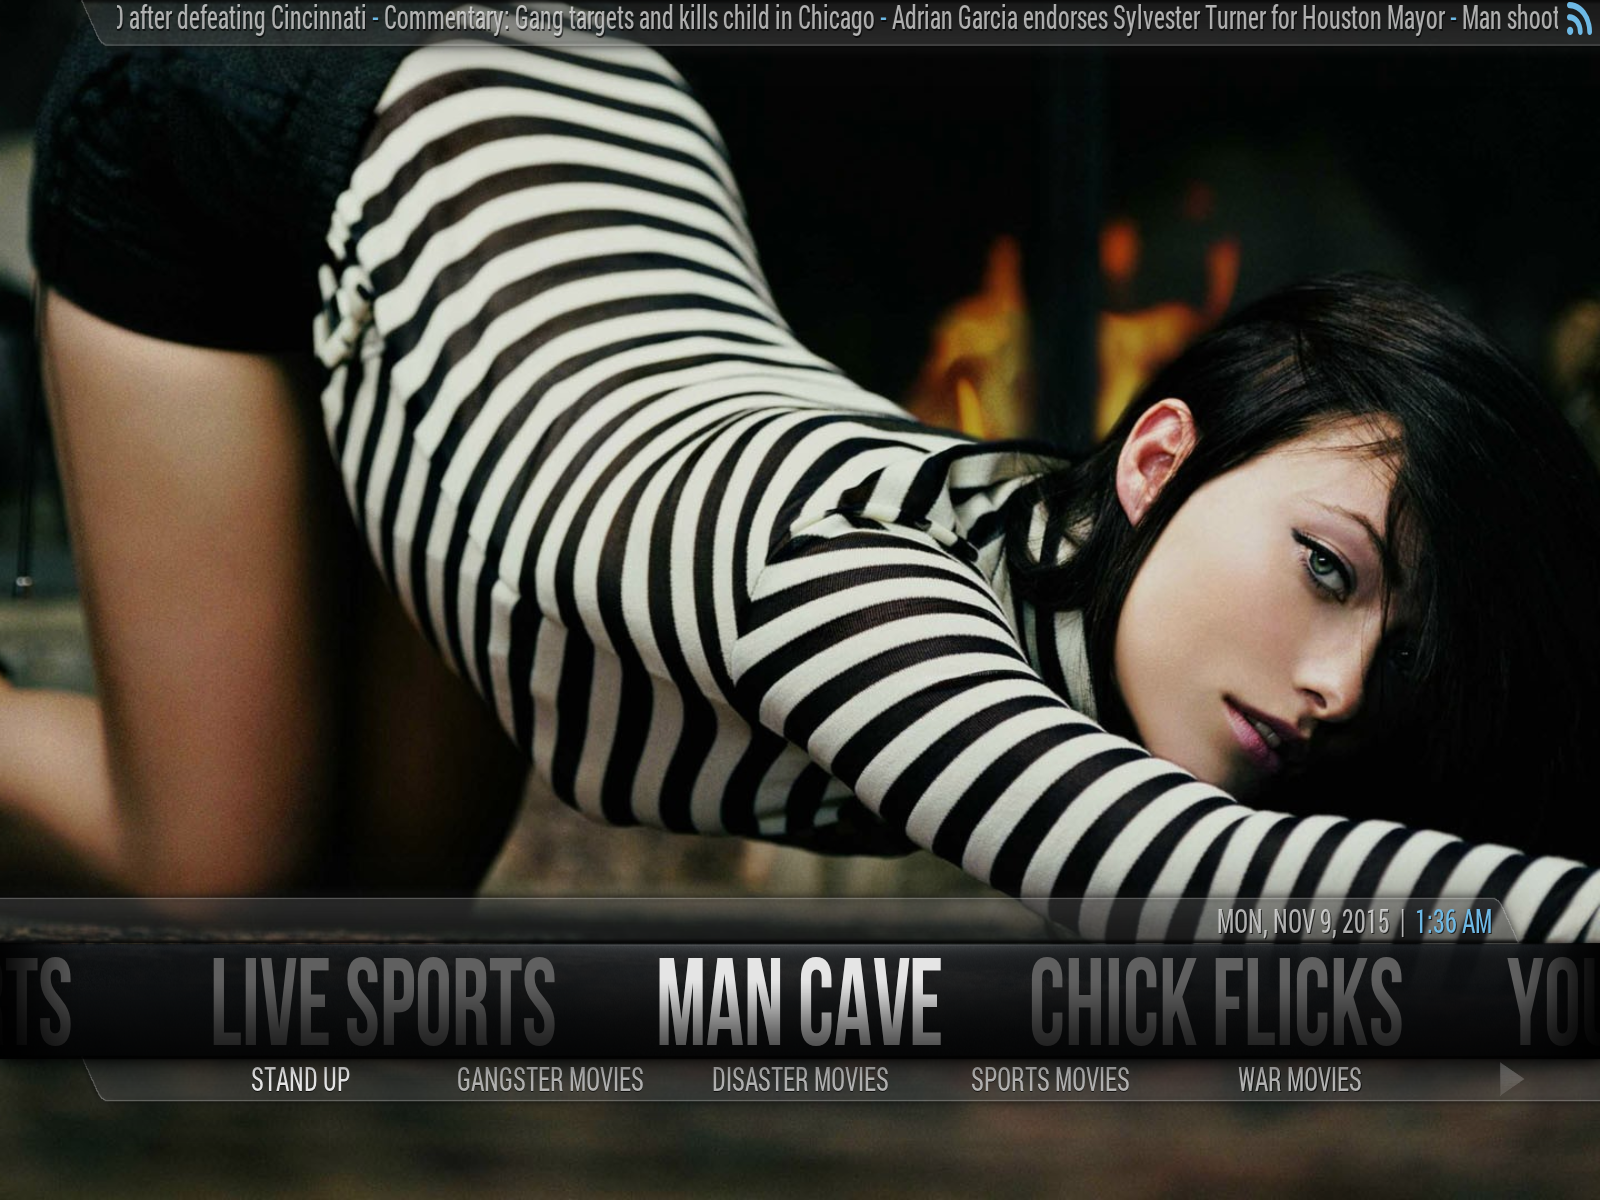 after defeating Cincinnati - Commentary: Gang targets and kills child in Chicago - Adrian Garcia endorses Sylvester Turner for Houston Mayor - Man shoot
MON, NOV 9, 2015 | 1:36 AM
TS LIVE SPORTS MAN CAVE CHICK FLICKS YOU
STAND UP GANGSTER MOVIES DISASTER MOVIES SPORTS MOVIES WAR MOVIES